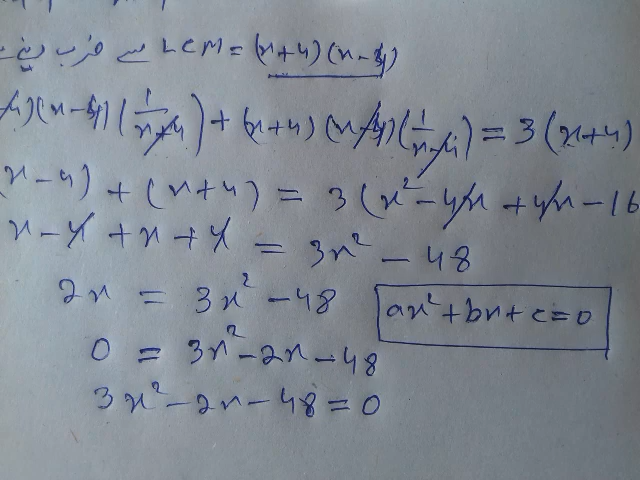 سے ضرب LCM = (x+4)(x-4)
4)(x-4)(1/x+4) + (x+4)(x-4)(1/x-4) = 3(x+4)
x-4) + (x+4) = 3(x²-4x+4x-16
x-4+x+4 = 3x²-48
2x = 3x²-48
ax²+bx+c=0
0 = 3x²-2x-48
3x²-2x-48=0